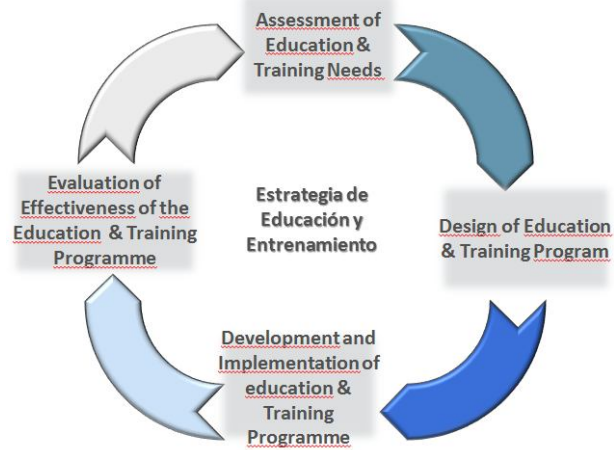 Assessment of
Education &
Training Needs
Evaluation of
Effectiveness of the
Education & Training
Programme
Estrategia de
Educación y
Entrenamiento
Design of Education
& Training Program
Development and
Implementation of
education &
Training
Programme